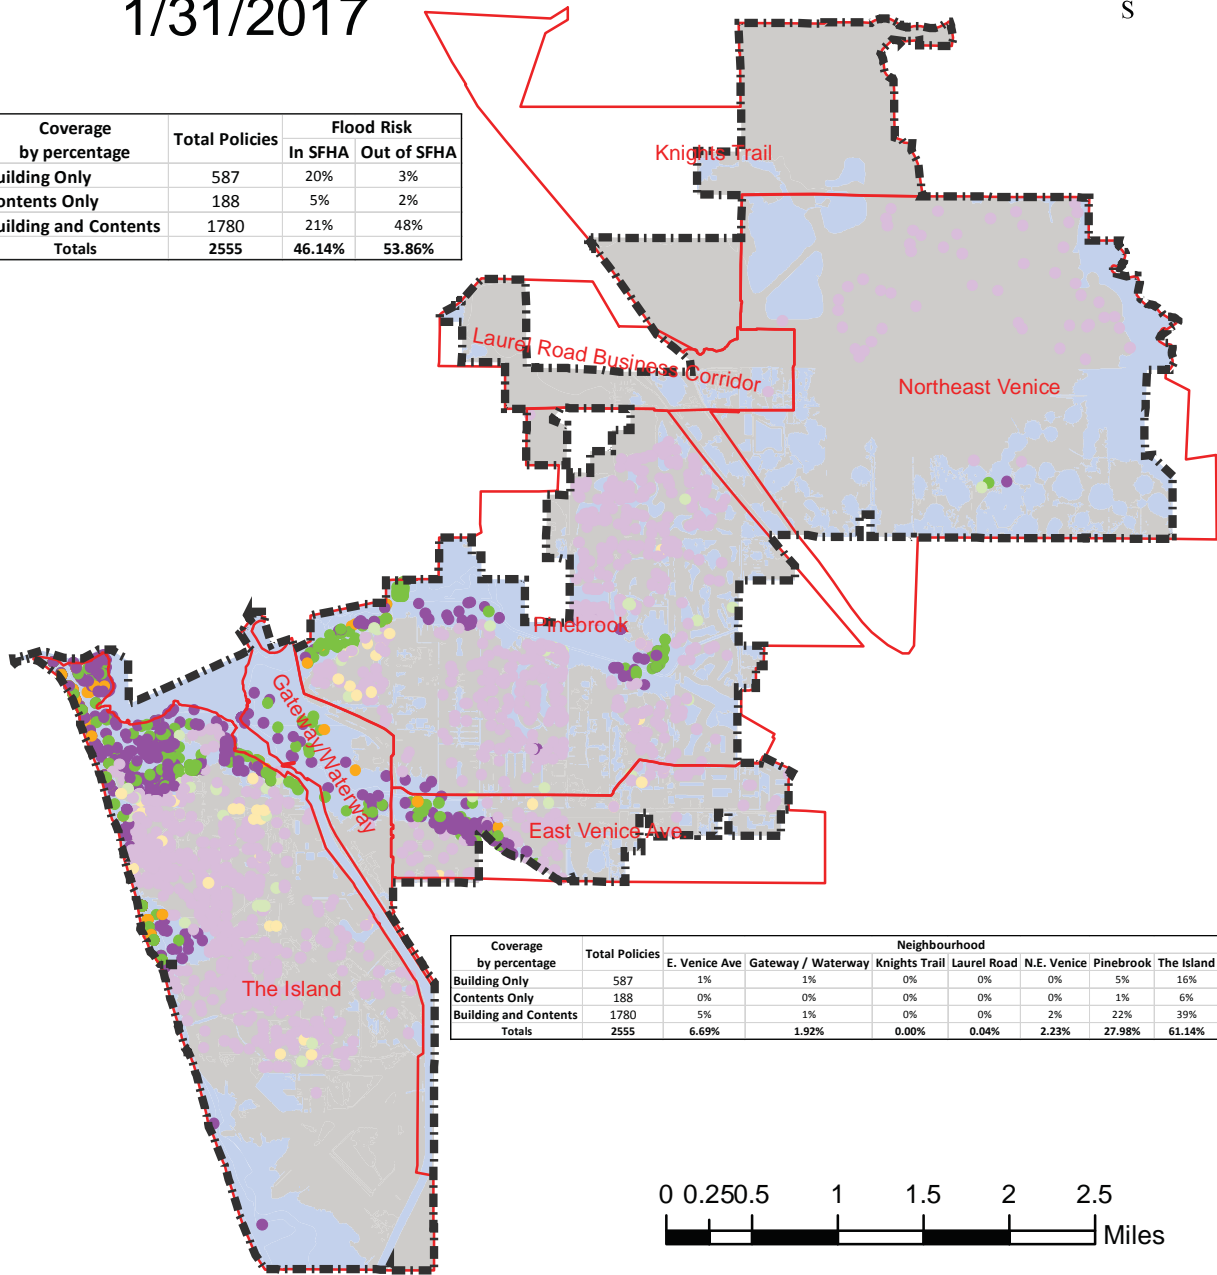 1/31/2017
S
Coverage by percentage Total Policies Flood Risk
In SFHA Out of SFHA
uilding Only 587 20% 3%
ontents Only 188 5% 2%
uilding and Contents 1780 21% 48%
Totals 2555 46.14% 53.86%
Knights Trail
Laurel Road Business Corridor
Northeast Venice
Pinebrook
Gateway/Waterway
East Venice Ave
The Island
Coverage by percentage Total Policies Neighbourhood
E. Venice Ave Gateway / Waterway Knights Trail Laurel Road N.E. Venice Pinebrook The Island
Building Only 587 1% 1% 0% 0% 0% 5% 16%
Contents Only 188 0% 0% 0% 0% 0% 1% 6%
Building and Contents 1780 5% 1% 0% 0% 2% 22% 39%
Totals 2555 6.69% 1.92% 0.00% 0.04% 2.23% 27.98% 61.14%
0 0.25 0.5 1 1.5 2 2.5
Miles